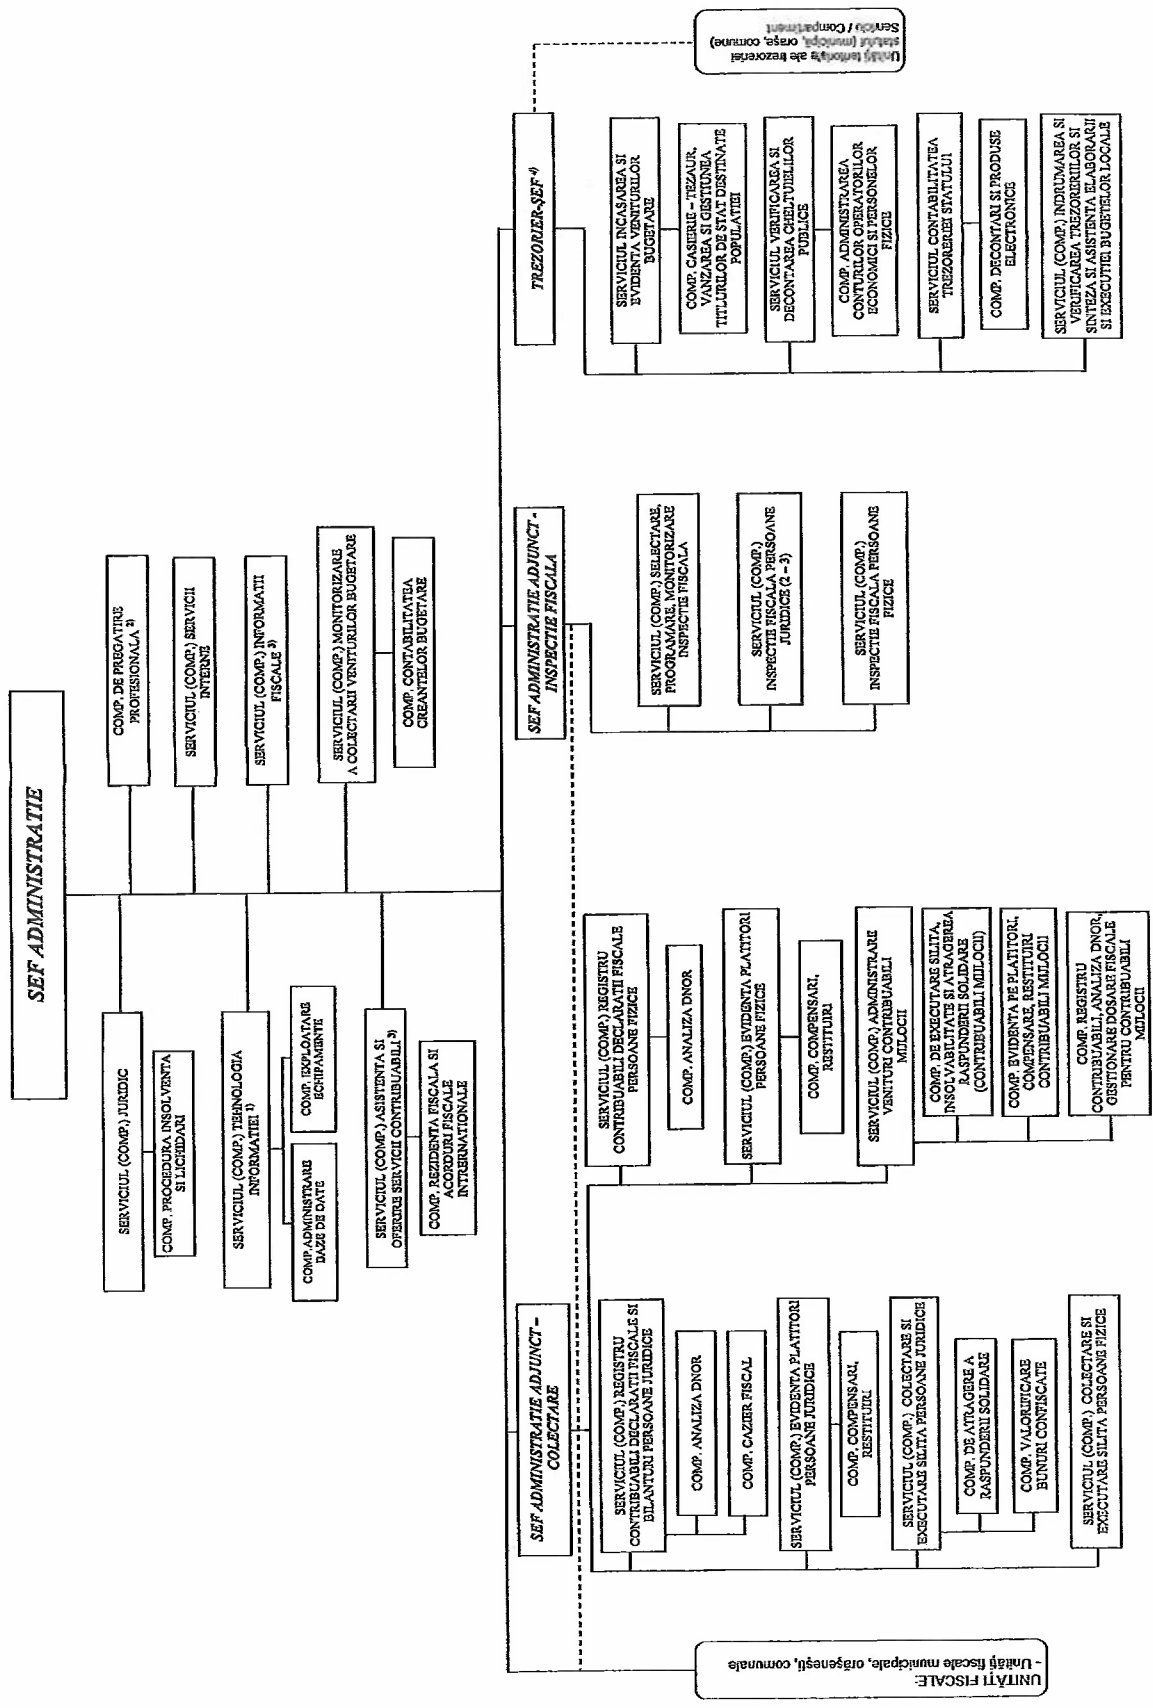 SEF ADMINISTRATIE
SERVICIUL (COMP.) JURIDIC
COMP. PROCEDURA INSOLVENTA
SI LICHIDARI
SERVICIUL (COMP.) TEHNOLOGIA
INFORMATIEI 1)
COMP.ADMINISTRARE
DAZE DE DATE
COMP. EXPLOATARE
ECHIPAMENTE
SERVICIUL (COMP.) ASISTENTA SI
OFERIRE SERVICII CONTRIBUABILI 3)
COMP. REZIDENTA FISCALA SI
ACORDURI FISCALE
INTRERNATIONALE
COMP. DE PREGATIRE
PROFESIONALA 2)
SERVICIUL (COMP.) SERVICII
INTERNE
SERVICIUL (COMP.) INFORMATII
FISCALE 3)
SERVICIUL (COMP.) MONITORIZARE
A COLECTARII VENITURILOR BUGETARE
COMP. CONTABILITATEA
CREANTELOR BUGETARE
UNITĂȚI FISCALE:
- Unități fiscale municipale, orășenești, comunale
SEF ADMINISTRATIE ADJUNCT –
COLECTARE
SERVICIUL (COMP.) REGISTRU
CONTRIBUABILI DECLARATII FISCALE SI
BILANTURI PERSOANE JURIDICE
COMP. ANALIZA DNOR
COMP. CAZIER FISCAL
SERVICIUL (COMP.) EVIDENTA PLATITORI
PERSOANE JURIDICE
COMP. COMPENSARI,
RESTITUIRI
SERVICIUL (COMP.) COLECTARE SI
EXECUTARE SILITA PERSOANE JURIDICE
COMP. DE ATRAGERE A
RASPUNDERII SOLIDARE
COMP. VALORIFICARE
BUNURI CONFISCATE
SERVICIUL (COMP.) COLECTARE SI
EXECUTARE SILITA PERSOANE FIZICE
SERVICIUL (COMP.) REGISTRU
CONTRIBUABILI DECLARATII FISCALE
PERSOANE FIZICE
COMP. ANALIZA DNOR
SERVICIUL (COMP.) EVIDENTA PLATITORI
PERSOANE FIZICE
COMP. COMPENSARI,
RESTITUIRI
SERVICIUL (COMP.) ADMINISTRARE
VENITURI CONTRIBUABILI
MIJLOCII
COMP. DE EXECUTARE SILITA,
INSOLVABILITATE SI ATRAGEREA
RASPUNDERII SOLIDARE
(CONTRIBUABILI MIJLOCII)
COMP. EVIDENTA PE PLATITORI,
COMPENSARE, RESTITUIRI
CONTRIBUABILI MIJLOCII
COMP. REGISTRU
CONTRIBUABILI, ANALIZA DNOR,
GESTIONARE DOSARE FISCALE
PENTRU CONTRIBUABILI
MIJLOCII
SEF ADMINISTRATIE ADJUNCT -
INSPECTIE FISCALA
SERVICIUL (COMP.) SELECTARE,
PROGRAMARE, MONITORIZARE
INSPECTIE FISCALA
SERVICIUL (COMP.)
INSPECTIE FISCALA PERSOANE
JURIDICE (2 – 3)
SERVICIUL (COMP.)
INSPECTIE FISCALA PERSOANE
FIZICE
TREZORIER-ȘEF 4)
SERVICIUL INCASAREA SI
EVIDENTA VENITURILOR
BUGETARE
COMP. CASIERIE – TEZAUR,
VANZAREA SI GESTIUNEA
TITLURILOR DE STAT DESTINATE
POPULATIEI
SERVICIUL VERIFICAREA SI
DECONTAREA CHELTUIELILOR
PUBLICE
COMP. ADMINISTRAREA
CONTURILOR OPERATORILOR
ECONOMICI SI PERSONELOR
FIZICE
SERVICIUL CONTABILITATEA
TREZORERIEI STATULUI
COMP. DECONTARI SI PRODUSE
ELECTRONICE
SERVICIUL (COMP.) INDRUMAREA SI
VERIFICAREA TREZORERIILOR SI
SINTEZA SI ASISTENTA ELABORARII
SI EXECUTIEI BUGETELOR LOCALE
Unități teritoriale ale trezoreriei
statului (municipii, orașe, comune)
Serviciu / Compartiment